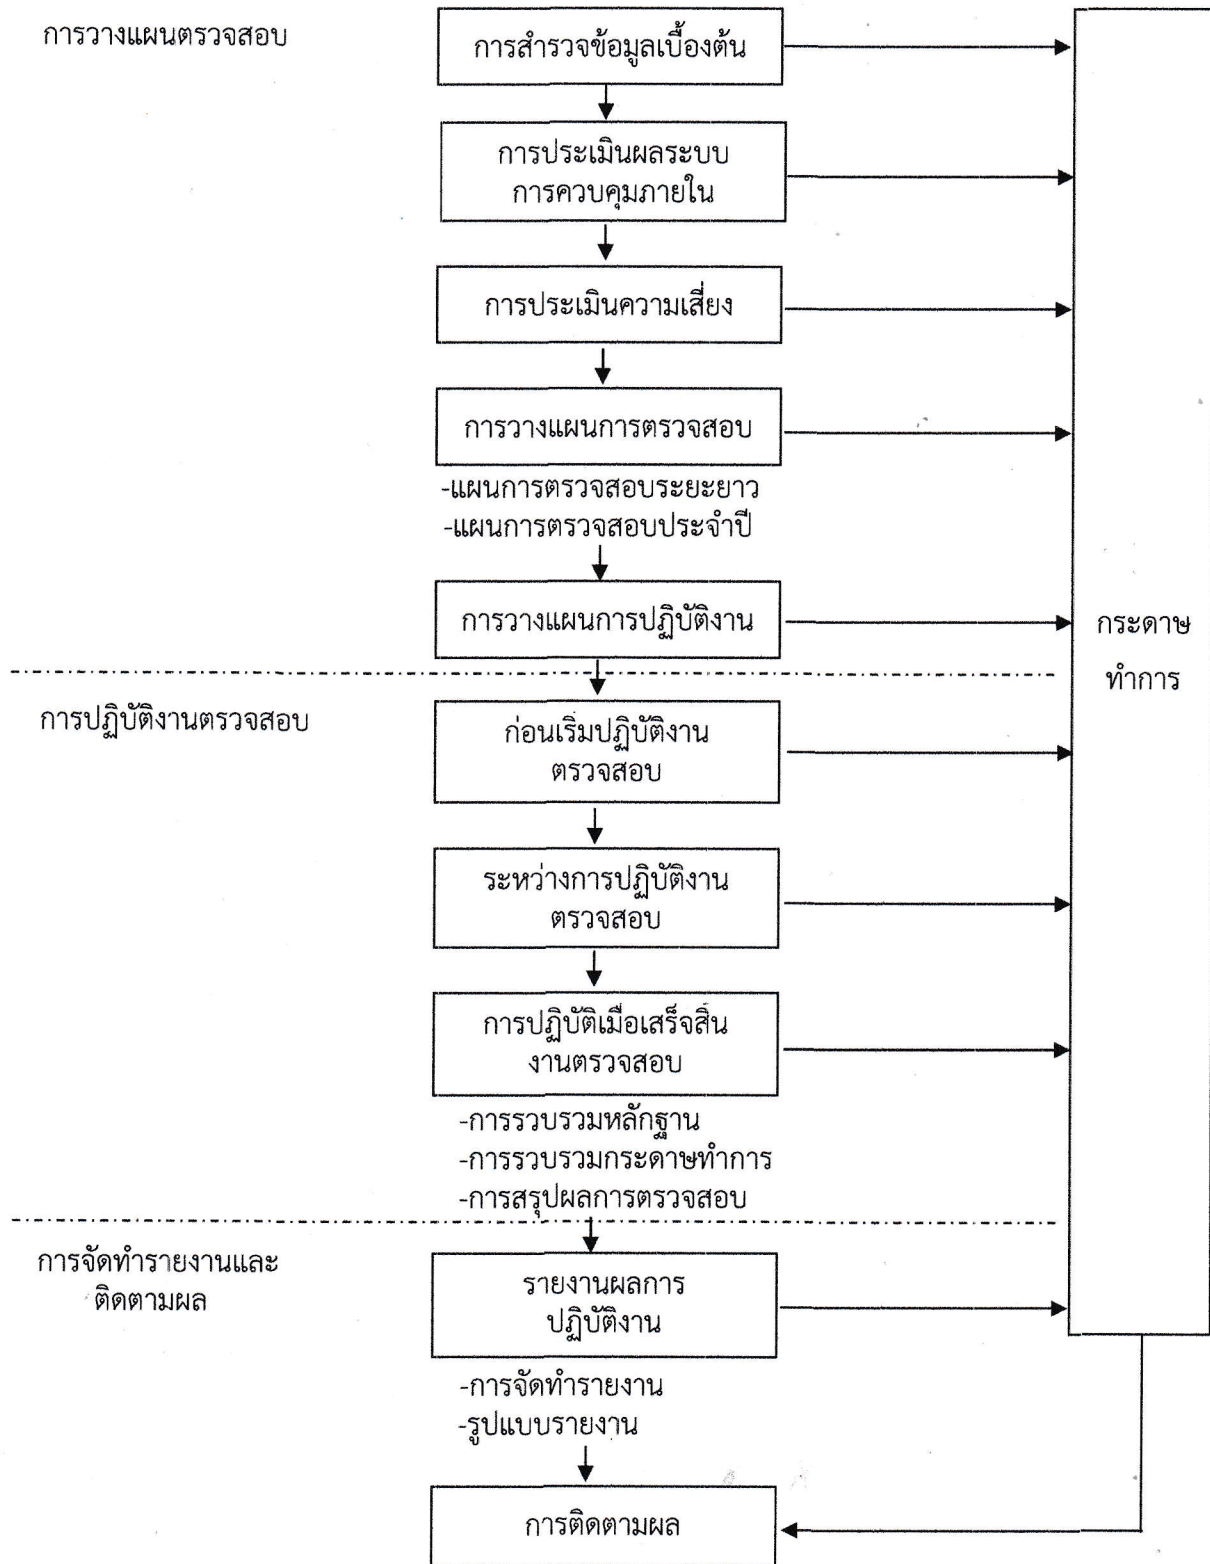 การวางแผนตรวจสอบ
การสำรวจข้อมูลเบื้องต้น
การประเมินผลระบบ
การควบคุมภายใน
การประเมินความเสี่ยง
การวางแผนการตรวจสอบ
-แผนการตรวจสอบระยะยาว
-แผนการตรวจสอบประจำปี
การวางแผนการปฏิบัติงาน
กระดาษ
ทำการ
การปฏิบัติงานตรวจสอบ
ก่อนเริ่มปฏิบัติงาน
ตรวจสอบ
ระหว่างการปฏิบัติงาน
ตรวจสอบ
การปฏิบัติเมื่อเสร็จสิ้น
งานตรวจสอบ
-การรวบรวมหลักฐาน
-การรวบรวมกระดาษทำการ
-การสรุปผลการตรวจสอบ
การจัดทำรายงานและ
ติดตามผล
รายงานผลการ
ปฏิบัติงาน
-การจัดทำรายงาน
-รูปแบบรายงาน
การติดตามผล